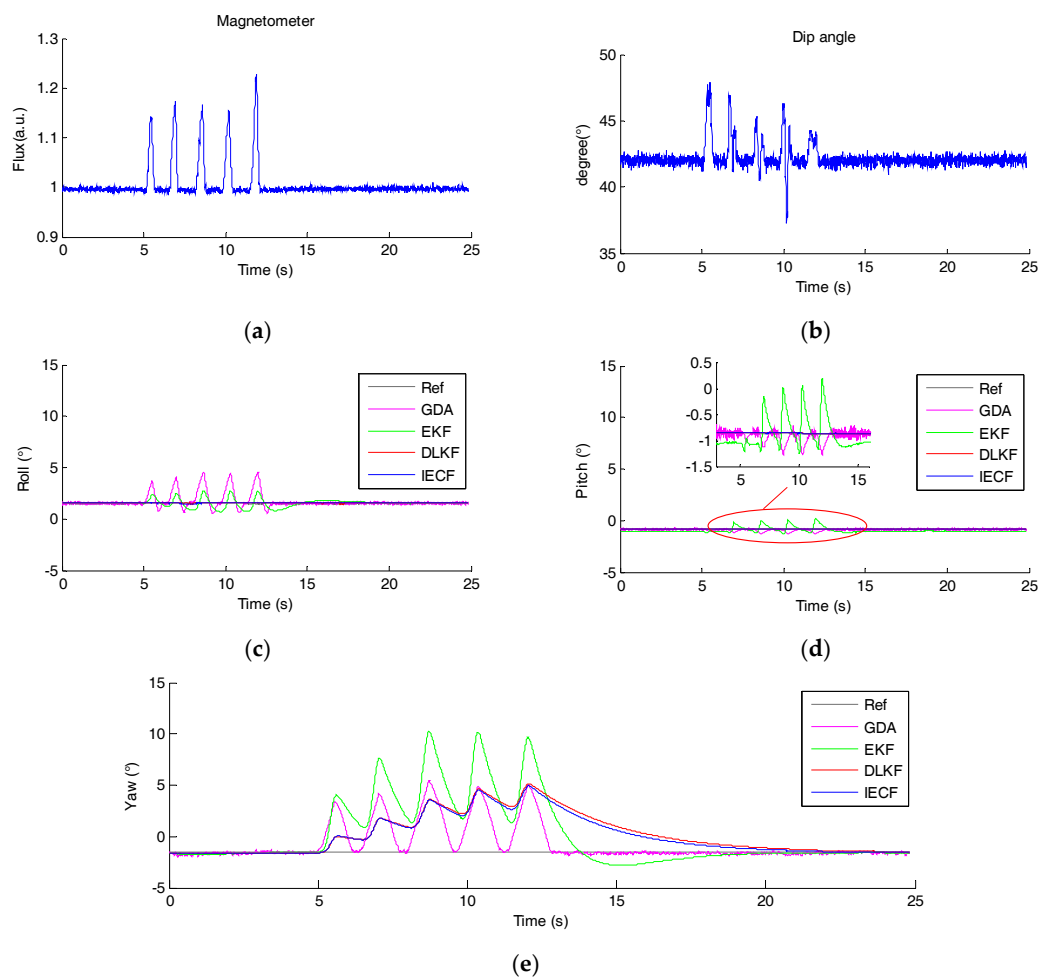 Magnetometer
1.3
1.2
1.1
1
0.9
Flux(a.u.)
0 5 10 15 20 25
Time (s)
(a)
Dip angle
50
45
40
35
degree(°)
0 5 10 15 20 25
Time (s)
(b)
15
10
5
0
-5
Roll (°)
Ref
GDA
EKF
DLKF
IECF
0 5 10 15 20 25
Time (s)
(c)
15
10
5
0
-5
Pitch (°)
0.5
0
-0.5
-1
-1.5
5 10 15
Ref
GDA
EKF
DLKF
IECF
0 5 10 15 20 25
Time (s)
(d)
15
10
5
0
-5
Yaw (°)
Ref
GDA
EKF
DLKF
IECF
0 5 10 15 20 25
Time (s)
(e)